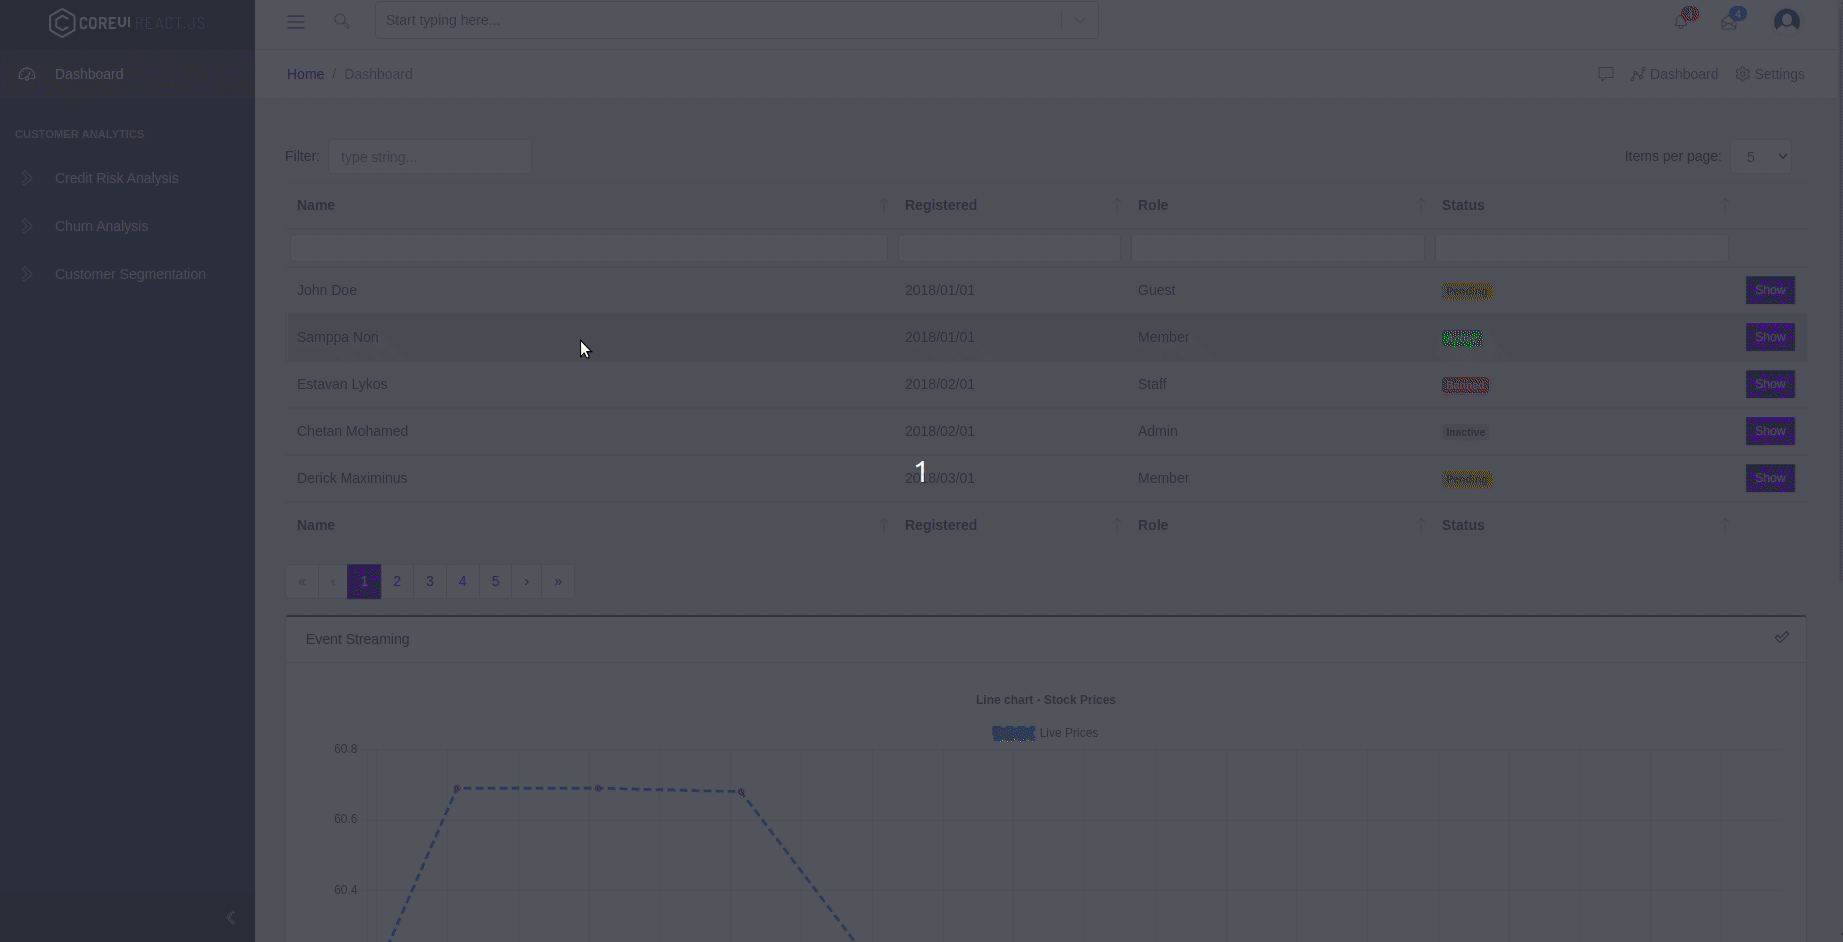 COREUI REACT.JS
Start typing here...
4
Dashboard
Home / Dashboard
Dashboard
Settings
CUSTOMER ANALYTICS
Credit Risk Analysis
Churn Analysis
Customer Segmentation
Filter: type string...
Items per page: 5
Name Registered Role Status
John Doe 2018/01/01 Guest Pending Show
Samppa Nori 2018/01/01 Member Show
Estavan Lykos 2018/02/01 Staff Banned Show
Chetan Mohamed 2018/02/01 Admin Inactive Show
1
Derick Maximinus 2018/03/01 Member Pending Show
Name Registered Role Status
« ‹ 1 2 3 4 5 › »
Event Streaming
Line chart - Stock Prices
Live Prices
60.8
60.6
60.4